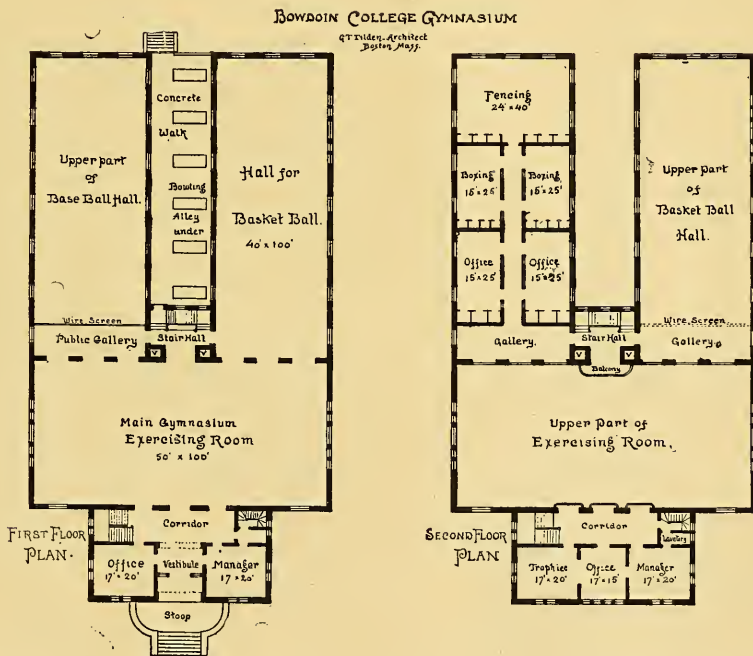 BOWDOIN COLLEGE GYMNASIUM
G T Tilden, Architect
Boston Mass.
Concrete
Walk
Upper part
of
Base Ball Hall.
Bowling
Alley
under
Hall for
Basket Ball.
40' x 100'
Wire Screen
Public Gallery
Stair Hall
V
V
Main Gymnasium
Exercising Room
50' x 100'
FIRST FLOOR
PLAN.
Corridor
Office
17' x 20'
Vestibule
Manager
17 x 20'
Stoop
Fencing
24' x 40'
Boxing
15' x 25'
Boxing
15' x 25'
Office
15' x 25'
Office
15' x 25'
Upper part
of
Basket Ball
Hall.
Wire Screen
Gallery.
Stair Hall
Gallery.
V
V
Balcony
Upper Part of
Exercising Room.
SECOND FLOOR
PLAN
Corridor
Lavatory
Trophies
17' x 20'
Office
17' x 15'
Manager
17' x 20'